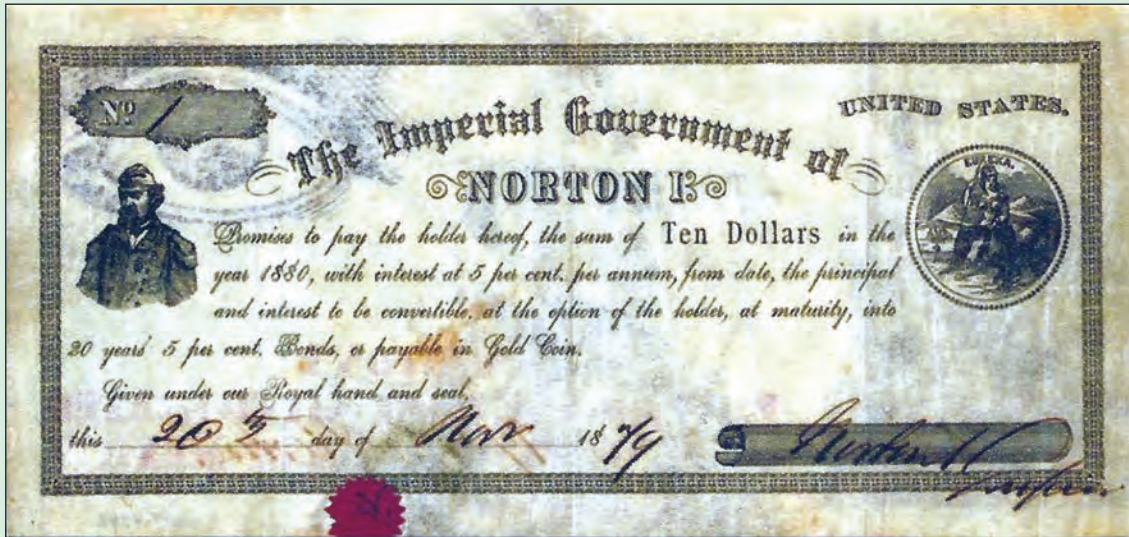 Nº 1
UNITED STATES.
The Imperial Government of
NORTON I.
EUREKA.
Promises to pay the holder hereof, the sum of Ten Dollars in the
year 1880, with interest at 5 per cent. per annum, from date, the principal
and interest to be convertible, at the option of the holder, at maturity, into
20 years' 5 per cent. Bonds, or payable in Gold Coin.
Given under our Royal hand and seal,
this 20th day of Nov 1879
Norton I